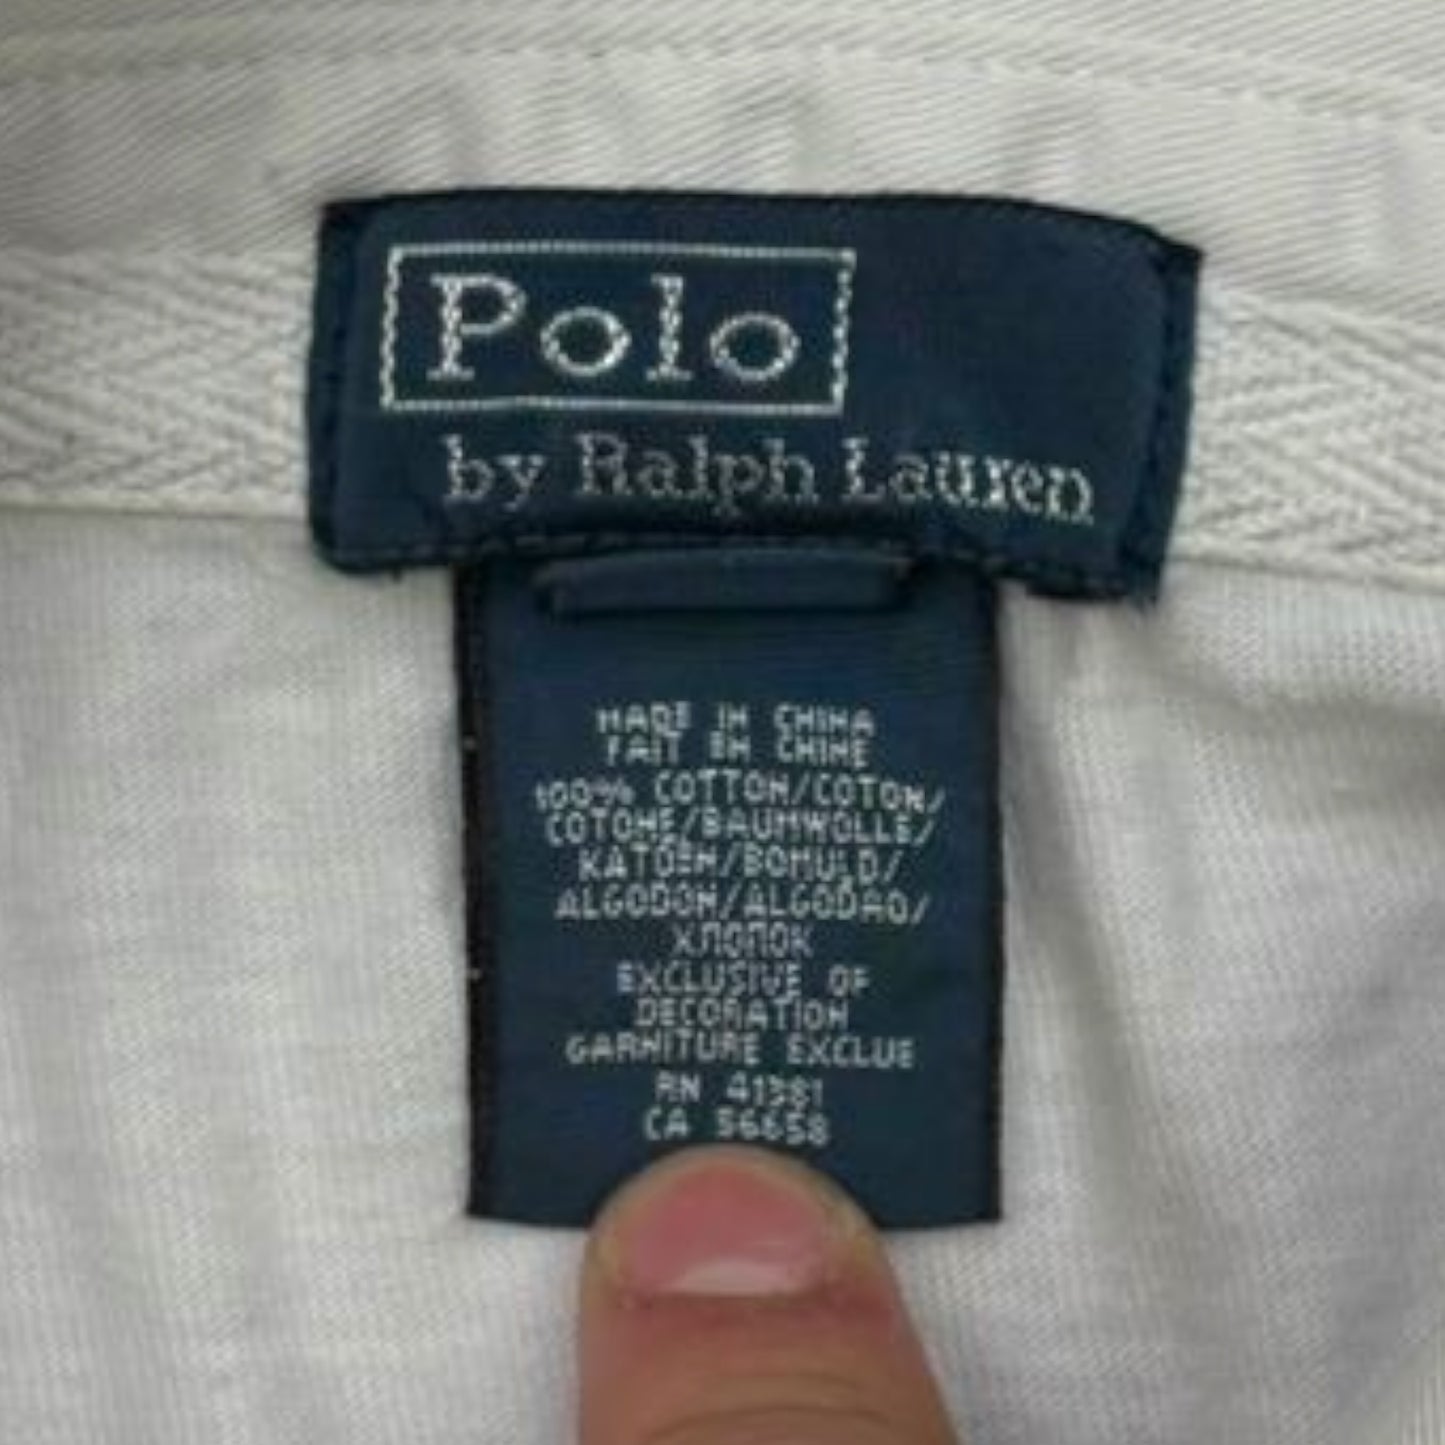 Polo
by Ralph Lauren
MADE IN CHINA
FAIT EN CHINE
100% COTTON/COTON/
COTONE/BAUMWOLLE/
KATOEN/BOMULD/
ALGODON/ALGODAO/
ХЛОПОК
EXCLUSIVE OF
DECORATION
GARNITURE EXCLUE
RN 41381
CA 56658